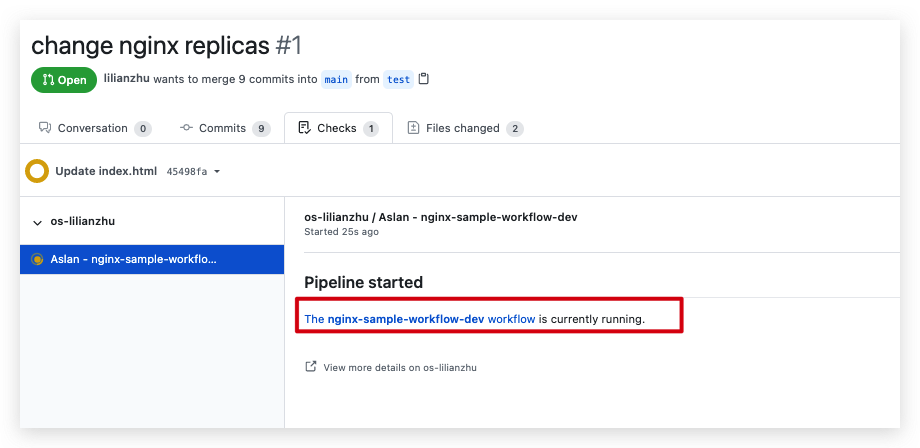 change nginx replicas #1
Open lilianzhu wants to merge 9 commits into main from test
Conversation 0 Commits 9 Checks 1 Files changed 2
Update index.html 45498fa
os-lilianzhu
Aslan - nginx-sample-workflo...
os-lilianzhu / Aslan - nginx-sample-workflow-dev
Started 25s ago
Pipeline started
The nginx-sample-workflow-dev workflow is currently running.
View more details on os-lilianzhu